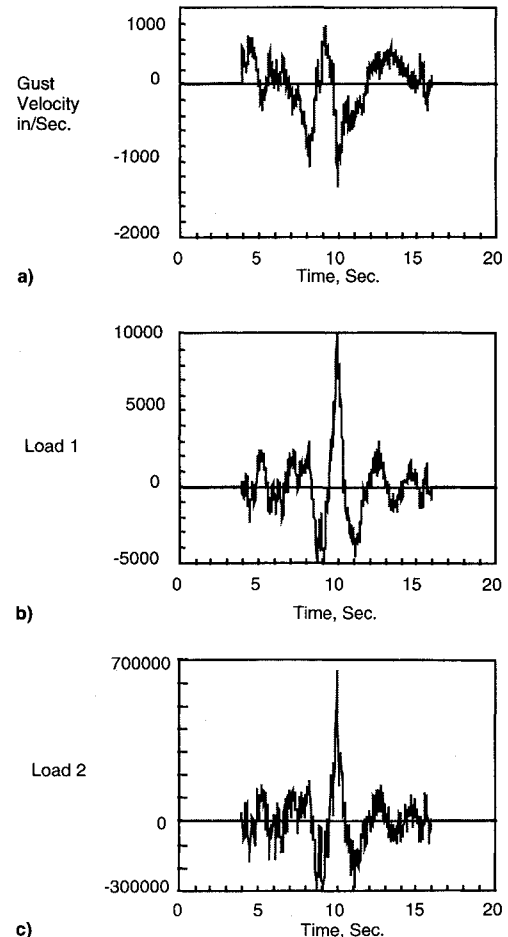 1000
0
Gust
Velocity
in/Sec.
-1000
-2000
0 5 10 15 20
a)
Time, Sec.
10000
5000
Load 1
0
-5000
0 5 10 15 20
b)
Time, Sec.
700000
Load 2
0
-300000
0 5 10 15 20
c)
Time, Sec.